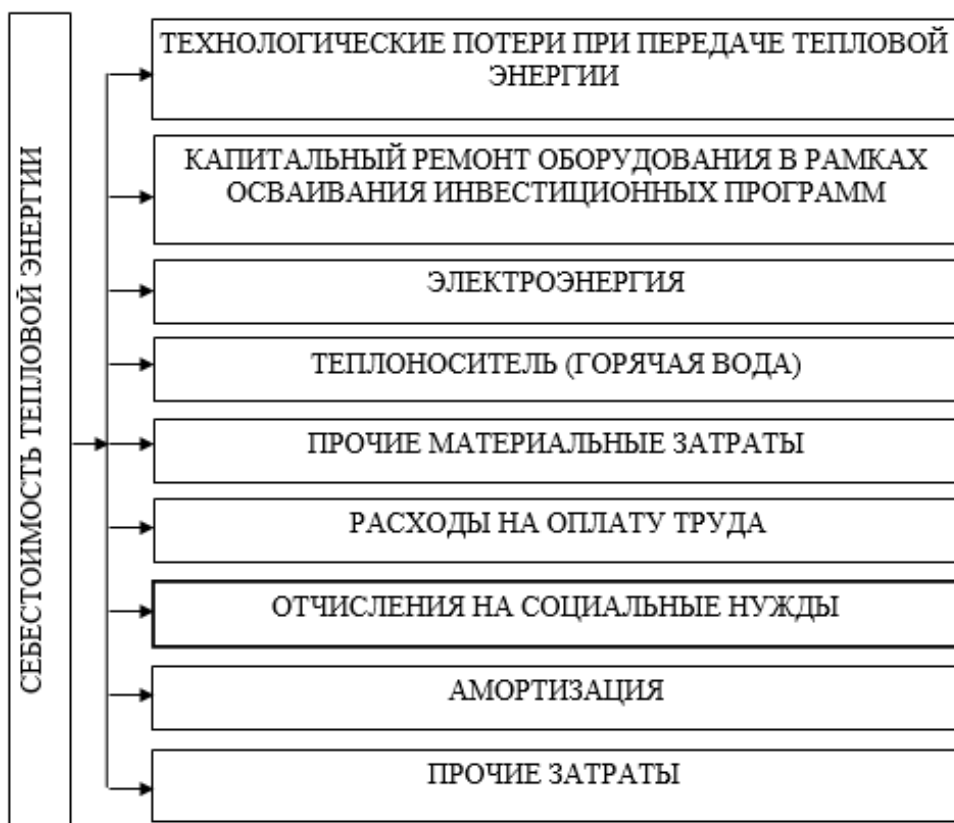 СЕБЕСТОИМОСТЬ ТЕПЛОВОЙ ЭНЕРГИИ
ТЕХНОЛОГИЧЕСКИЕ ПОТЕРИ ПРИ ПЕРЕДАЧЕ ТЕПЛОВОЙ
ЭНЕРГИИ
КАПИТАЛЬНЫЙ РЕМОНТ ОБОРУДОВАНИЯ В РАМКАХ
ОСВАИВАНИЯ ИНВЕСТИЦИОННЫХ ПРОГРАММ
ЭЛЕКТРОЭНЕРГИЯ
ТЕПЛОНОСИТЕЛЬ (ГОРЯЧАЯ ВОДА)
ПРОЧИЕ МАТЕРИАЛЬНЫЕ ЗАТРАТЫ
РАСХОДЫ НА ОПЛАТУ ТРУДА
ОТЧИСЛЕНИЯ НА СОЦИАЛЬНЫЕ НУЖДЫ
АМОРТИЗАЦИЯ
ПРОЧИЕ ЗАТРАТЫ